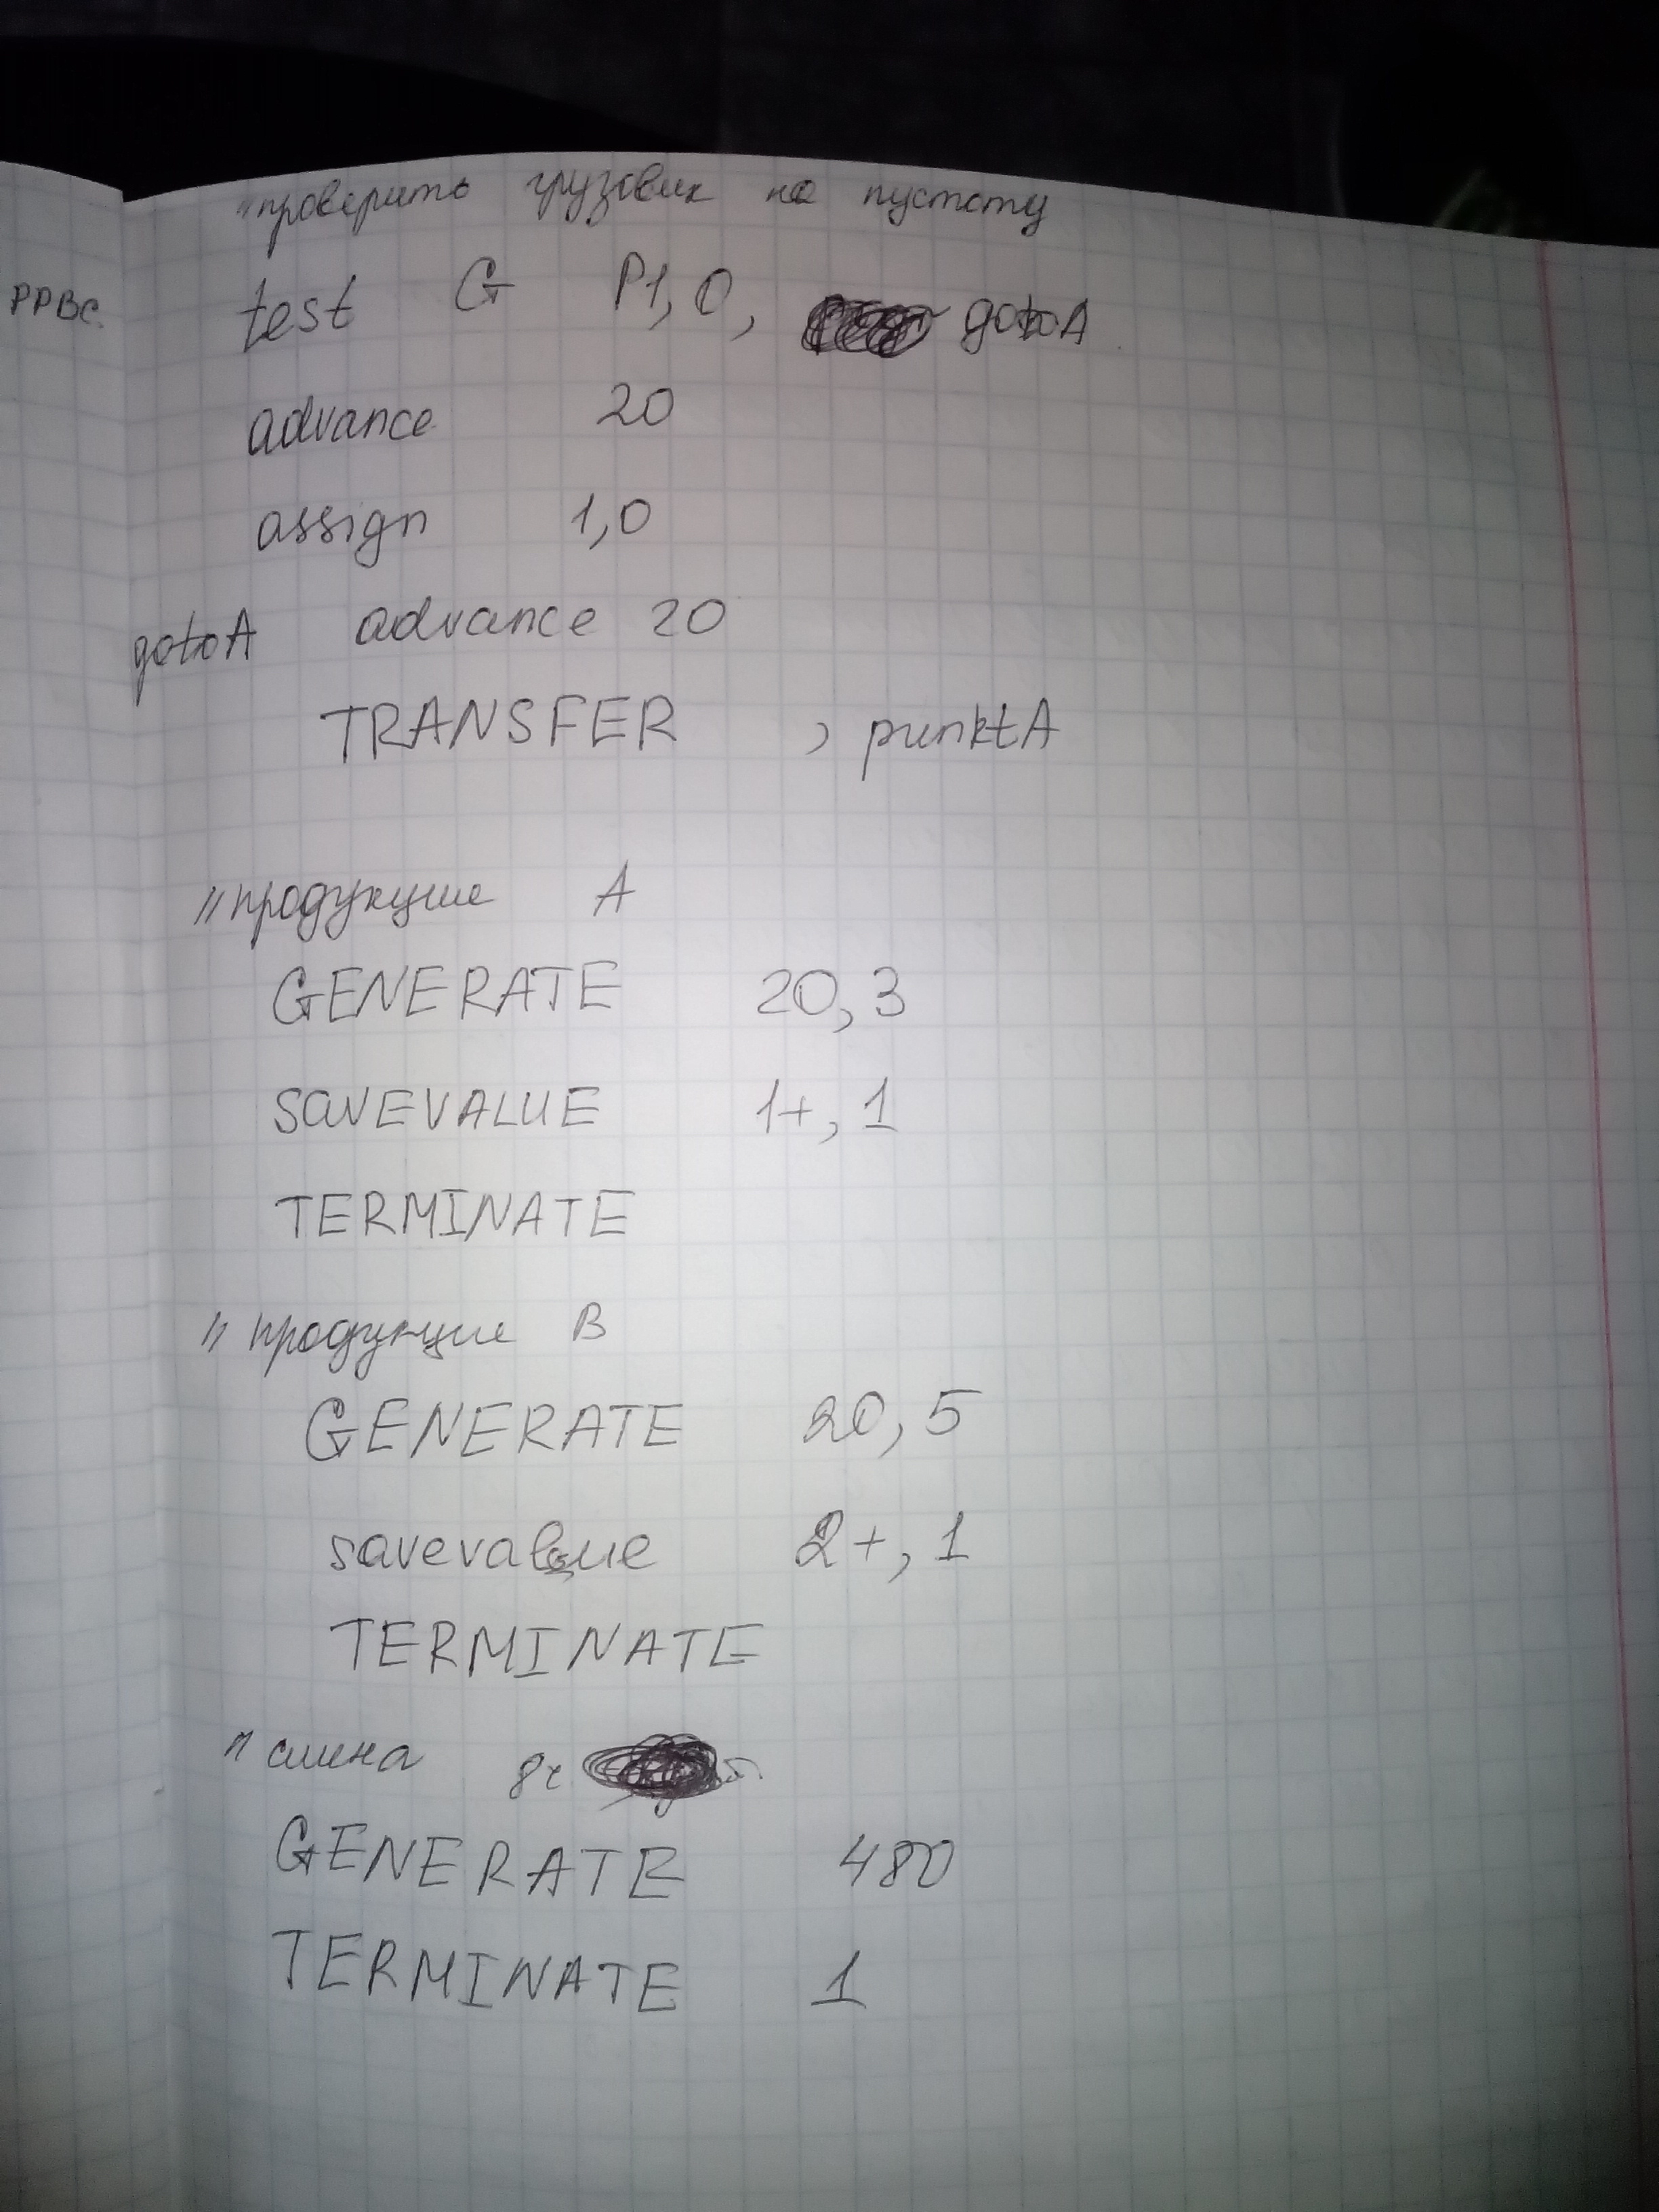 "проверить грузовик на пустоту
PPBC test G P1,0, gotoA
advance 20
assign 1,0
gotoA advance 20
TRANSFER , punktA
"продукция A
GENERATE 20,3
SAVEVALUE 1+, 1
TERMINATE
"продукция B
GENERATE 20,5
savevalue 2+, 1
TERMINATE
"смена 8ч
GENERATE 480
TERMINATE 1